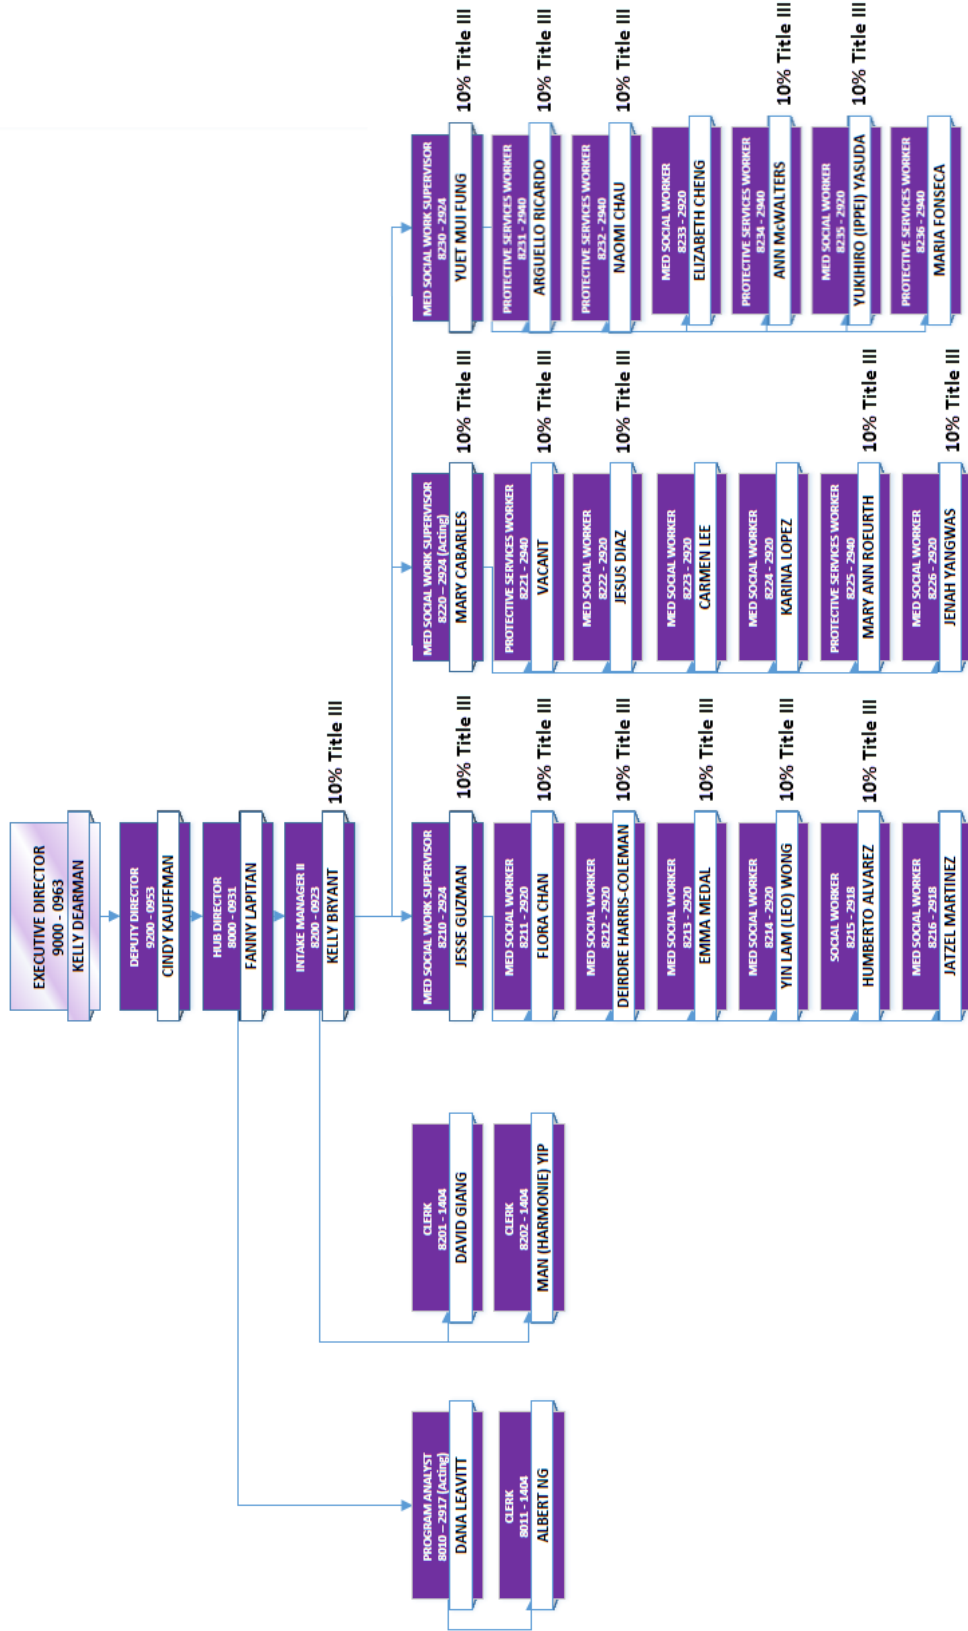 EXECUTIVE DIRECTOR
9000 - 0963
KELLY DEARMAN
DEPUTY DIRECTOR
9200 - 0953
CINDY KAUFFMAN
HUB DIRECTOR
8000 - 0931
FANNY LAPITAN
INTAKE MANAGER II
8200 - 0923
KELLY BRYANT
10% Title III
PROGRAM ANALYST
8010 – 2917 (Acting)
DANA LEAVITT
CLERK
8011 - 1404
ALBERT NG
CLERK
8201 - 1404
DAVID GIANG
CLERK
8202 - 1404
MAN (HARMONIE) YIP
MED SOCIAL WORK SUPERVISOR
8210 - 2924
JESSE GUZMAN
10% Title III
MED SOCIAL WORKER
8211 - 2920
FLORA CHAN
10% Title III
MED SOCIAL WORKER
8212 - 2920
DEIRDRE HARRIS-COLEMAN
10% Title III
MED SOCIAL WORKER
8213 - 2920
EMMA MEDAL
10% Title III
MED SOCIAL WORKER
8214 - 2920
YIN LAM (LEO) WONG
10% Title III
SOCIAL WORKER
8215 - 2918
HUMBERTO ALVAREZ
10% Title III
MED SOCIAL WORKER
8216 - 2918
JATZEL MARTINEZ
MED SOCIAL WORK SUPERVISOR
8220 – 2924 (Acting)
MARY CABARLES
10% Title III
PROTECTIVE SERVICES WORKER
8221 - 2940
VACANT
10% Title III
MED SOCIAL WORKER
8222 - 2920
JESUS DIAZ
10% Title III
MED SOCIAL WORKER
8223 - 2920
CARMEN LEE
MED SOCIAL WORKER
8224 - 2920
KARINA LOPEZ
PROTECTIVE SERVICES WORKER
8225 - 2940
MARY ANN ROEURTH
10% Title III
MED SOCIAL WORKER
8226 - 2920
JENAH YANGWAS
10% Title III
MED SOCIAL WORK SUPERVISOR
8230 - 2924
YUET MUI FUNG
10% Title III
PROTECTIVE SERVICES WORKER
8231 - 2940
ARGUELLO RICARDO
10% Title III
PROTECTIVE SERVICES WORKER
8232 - 2940
NAOMI CHAU
10% Title III
MED SOCIAL WORKER
8233 - 2920
ELIZABETH CHENG
PROTECTIVE SERVICES WORKER
8234 - 2940
ANN McWALTERS
10% Title III
MED SOCIAL WORKER
8235 - 2920
YUKIHIRO (IPPEI) YASUDA
10% Title III
PROTECTIVE SERVICES WORKER
8236 - 2940
MARIA FONSECA